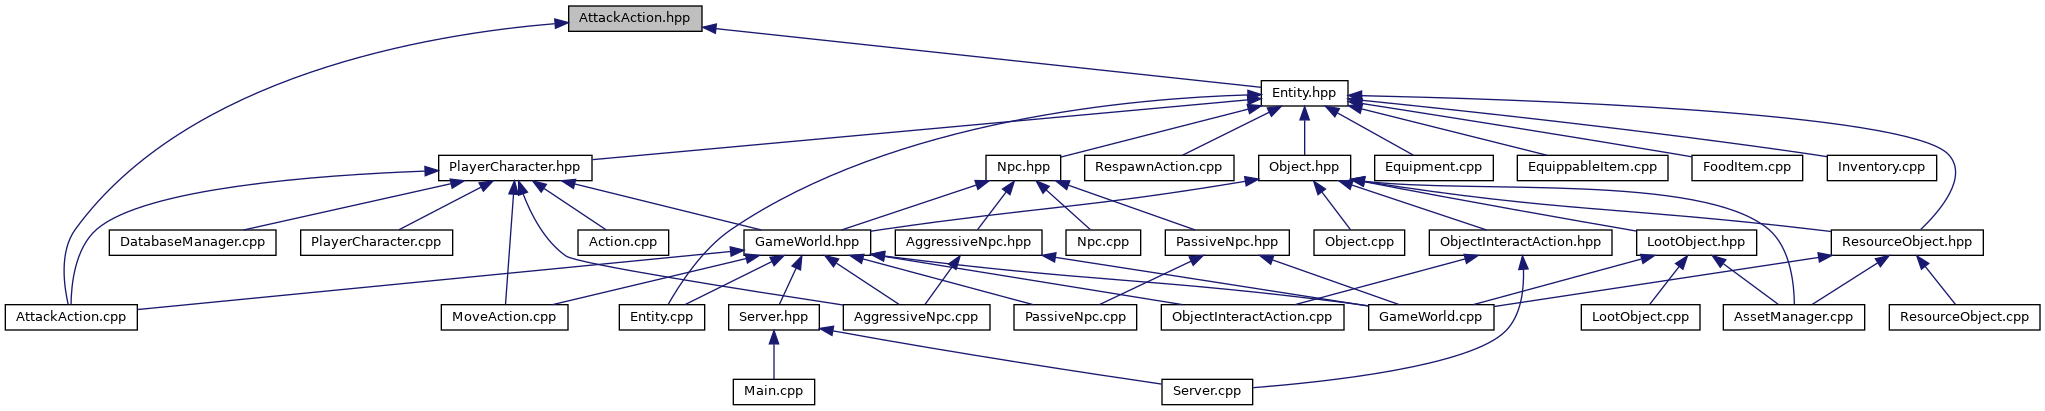 AttackAction.hpp
Entity.hpp
PlayerCharacter.hpp
Npc.hpp
RespawnAction.cpp
Object.hpp
Equipment.cpp
EquippableItem.cpp
FoodItem.cpp
Inventory.cpp
DatabaseManager.cpp
PlayerCharacter.cpp
Action.cpp
GameWorld.hpp
AggressiveNpc.hpp
Npc.cpp
PassiveNpc.hpp
Object.cpp
ObjectInteractAction.hpp
LootObject.hpp
ResourceObject.hpp
AttackAction.cpp
MoveAction.cpp
Entity.cpp
Server.hpp
AggressiveNpc.cpp
PassiveNpc.cpp
ObjectInteractAction.cpp
GameWorld.cpp
LootObject.cpp
AssetManager.cpp
ResourceObject.cpp
Main.cpp
Server.cpp